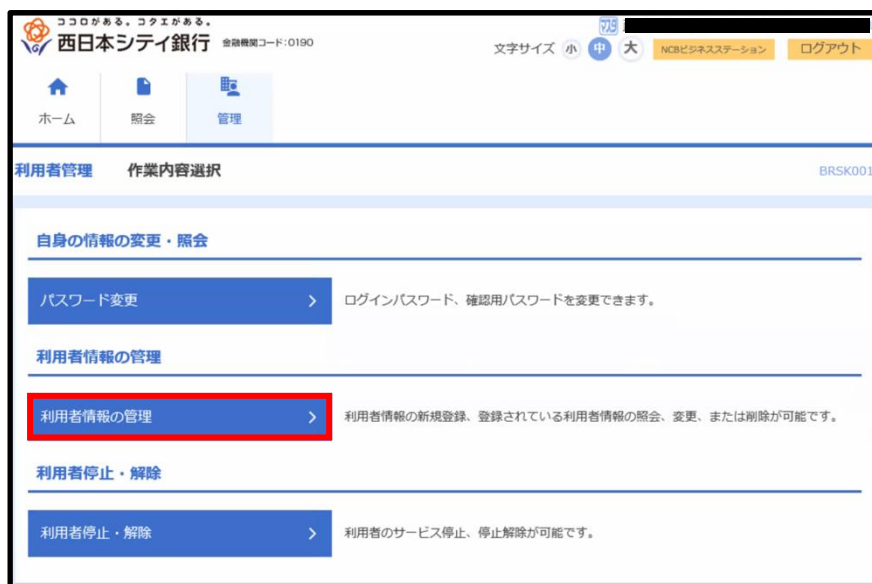 ココロがある。コタエがある。
西日本シティ銀行 金融機関コード:0190
マスタ
文字サイズ 小 中 大 NCBビジネスステーション ログアウト
ホーム 照会 管理
利用者管理 作業内容選択 BRSK001
自身の情報の変更・照会
パスワード変更 ログインパスワード、確認用パスワードを変更できます。
利用者情報の管理
利用者情報の管理 利用者情報の新規登録、登録されている利用者情報の照会、変更、または削除が可能です。
利用者停止・解除
利用者停止・解除 利用者のサービス停止、停止解除が可能です。